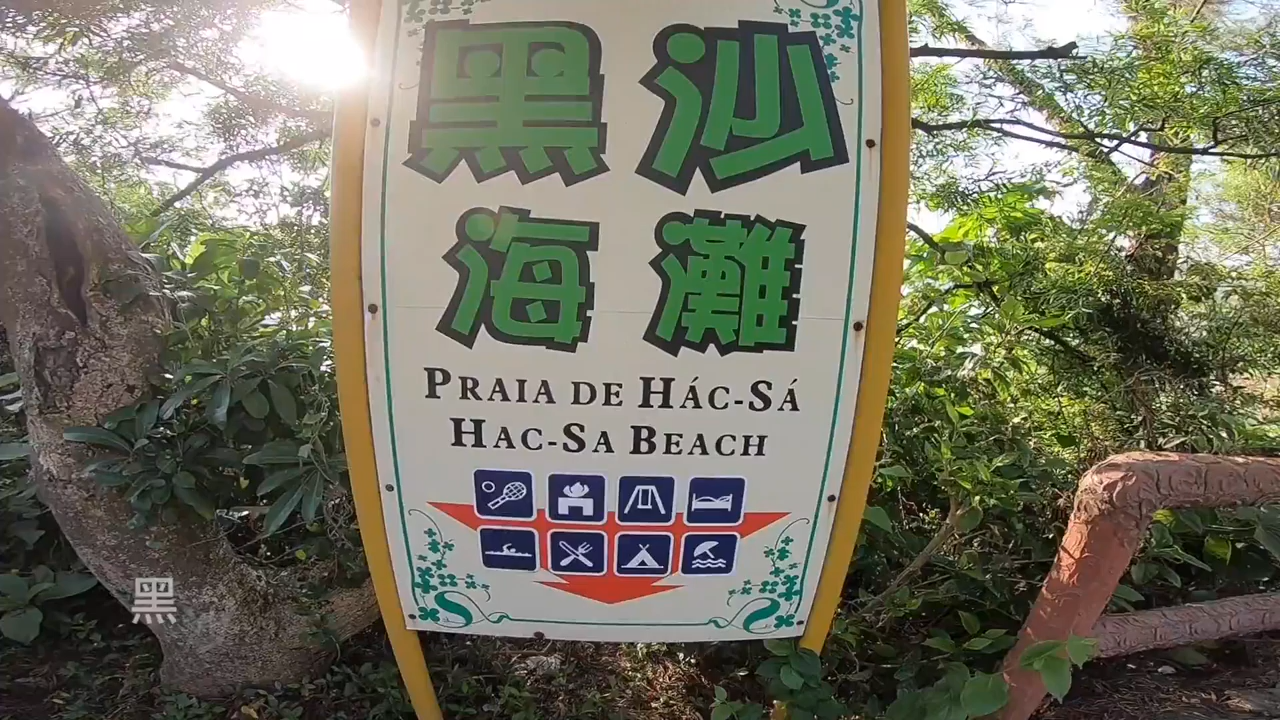 黑沙
海灘
PRAIA DE HÁC-SÁ
HAC-SA BEACH
黑